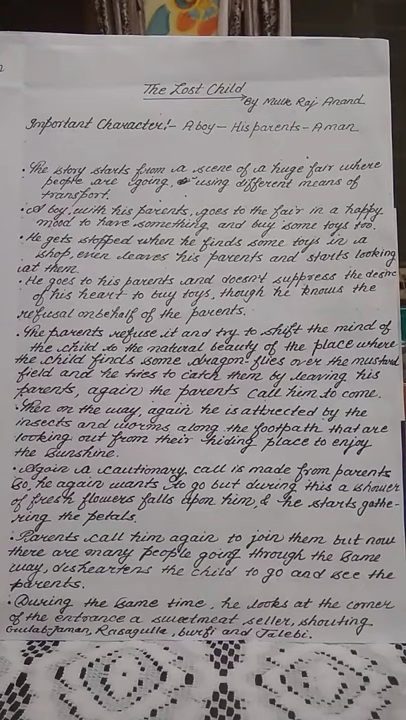 The Lost Child
By Mulk Raj Anand
Important Character:- A boy - His parents - A man
• The story starts from a scene of a huge fair where
people are going, using different means of
transport.
• A boy, with his parents, goes to the fair in a happy
mood to have something, and buy some toys too.
• He gets stopped when he finds some toys in a
shop, even leaves his parents and starts looking
at them.
• He goes to his parents and doesn't suppress the desire
of his heart to buy toys, though he knows the
refusal onbehalf of the parents.
• The parents refuse it and try to shift the mind of
the child to the natural beauty of the place where
the child finds some dragon-flies over the mustard
field and he tries to catch them by leaving his
parents, again the parents call him to come.
• Then on the way, again he is attrected by the
insects and worms along the footpath that are
looking out from their hiding place to enjoy
the sunshine.
• Again a cautionary call is made from parents
So, he again wants to go but during this a shower
of fresh flowers falls upon him, & he starts gathe-
ring the petals.
• Parents call him again to join them but now
there are many people going through the same
way, disheartens the child to go and see the
parents.
• During the same time, he looks at the corner
of the entrance a sweetmeat seller, shouting
Gulab-Jaman, Rasagulla, burfi and Jalebi.